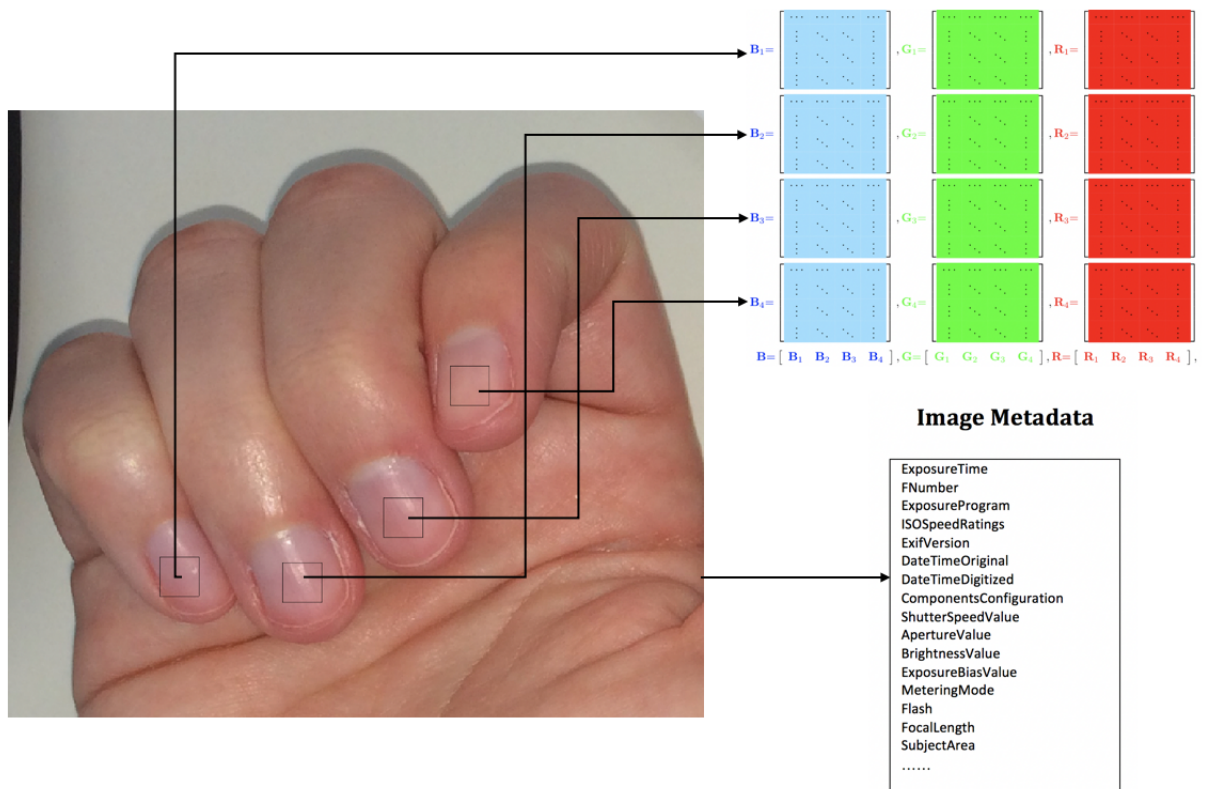 B₁= , G₁= , R₁=
B₂= , G₂= , R₂=
B₃= , G₃= , R₃=
B₄= , G₄= , R₄=
B=[ B₁ B₂ B₃ B₄ ], G=[ G₁ G₂ G₃ G₄ ], R=[ R₁ R₂ R₃ R₄ ],
Image Metadata
ExposureTime
FNumber
ExposureProgram
ISOSpeedRatings
ExifVersion
DateTimeOriginal
DateTimeDigitized
ComponentsConfiguration
ShutterSpeedValue
ApertureValue
BrightnessValue
ExposureBiasValue
MeteringMode
Flash
FocalLength
SubjectArea
......